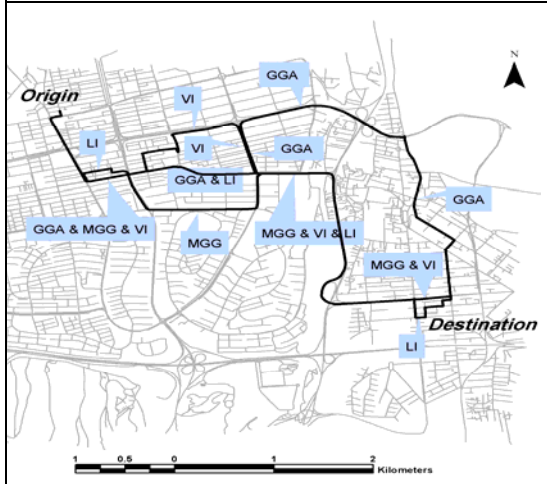 N
GGA
Origin
VI
LI
VI
GGA
GGA & LI
GGA
GGA & MGG & VI
MGG
MGG & VI & LI
MGG & VI
Destination
LI
1 0.5 0 1 2
Kilometers